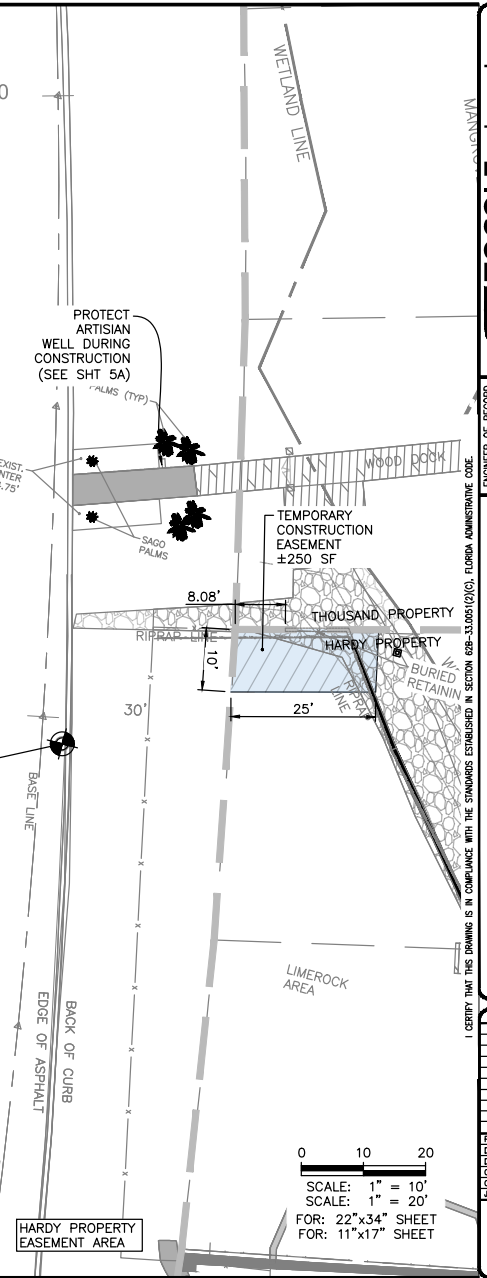 0
WETLAND LINE
PROTECT
ARTISIAN
WELL DURING
CONSTRUCTION
(SEE SHT 5A)
PALMS (TYP)
EXIST.
WOOD DOCK
SAGO
PALMS
TEMPORARY
CONSTRUCTION
EASEMENT
±250 SF
8.08'
THOUSAND PROPERTY
RIPRAP LINE
HARDY PROPERTY
10'
BURIED
RIPRAP
LINE
25'
30'
BASE LINE
LIMEROCK
AREA
BACK OF CURB
EDGE OF ASPHALT
0 10 20
SCALE: 1" = 10'
SCALE: 1" = 20'
FOR: 22"x34" SHEET
FOR: 11"x17" SHEET
HARDY PROPERTY
EASEMENT AREA
I CERTIFY THAT THIS DRAWING IS IN COMPLIANCE WITH THE STANDARDS ESTABLISHED IN SECTION 62B-33.0051(2)(C), FLORIDA ADMINISTRATIVE CODE.
ENGINEER OF RECORD